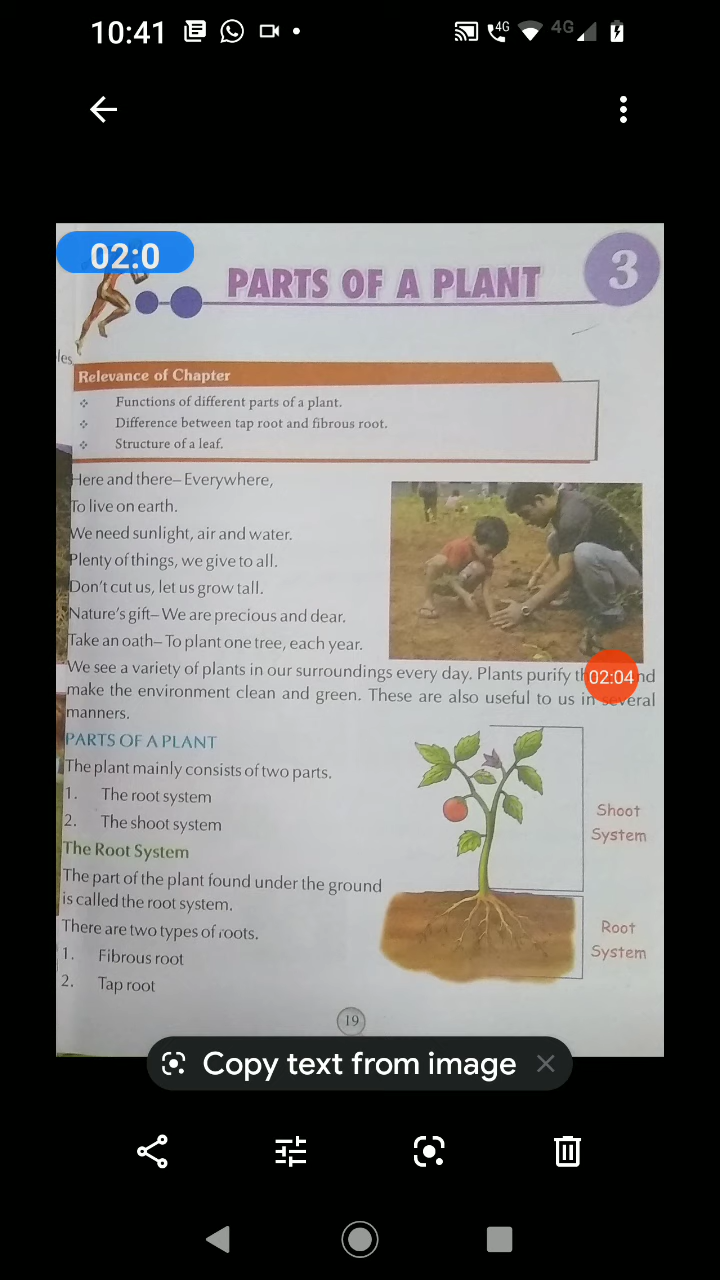 10:41
4G
4G
02:0
PARTS OF A PLANT
3
les
Relevance of Chapter
Functions of different parts of a plant.
Difference between tap root and fibrous root.
Structure of a leaf.
Here and there– Everywhere,
To live on earth.
We need sunlight, air and water.
Plenty of things, we give to all.
Don't cut us, let us grow tall.
Nature's gift– We are precious and dear.
Take an oath– To plant one tree, each year.
We see a variety of plants in our surroundings every day. Plants purify
02:04
make the environment clean and green. These are also useful to us in several
manners.
PARTS OF A PLANT
The plant mainly consists of two parts.
1. The root system
2. The shoot system
The Root System
The part of the plant found under the ground
is called the root system.
There are two types of roots.
1. Fibrous root
2. Tap root
Shoot
System
Root
System
19
Copy text from image